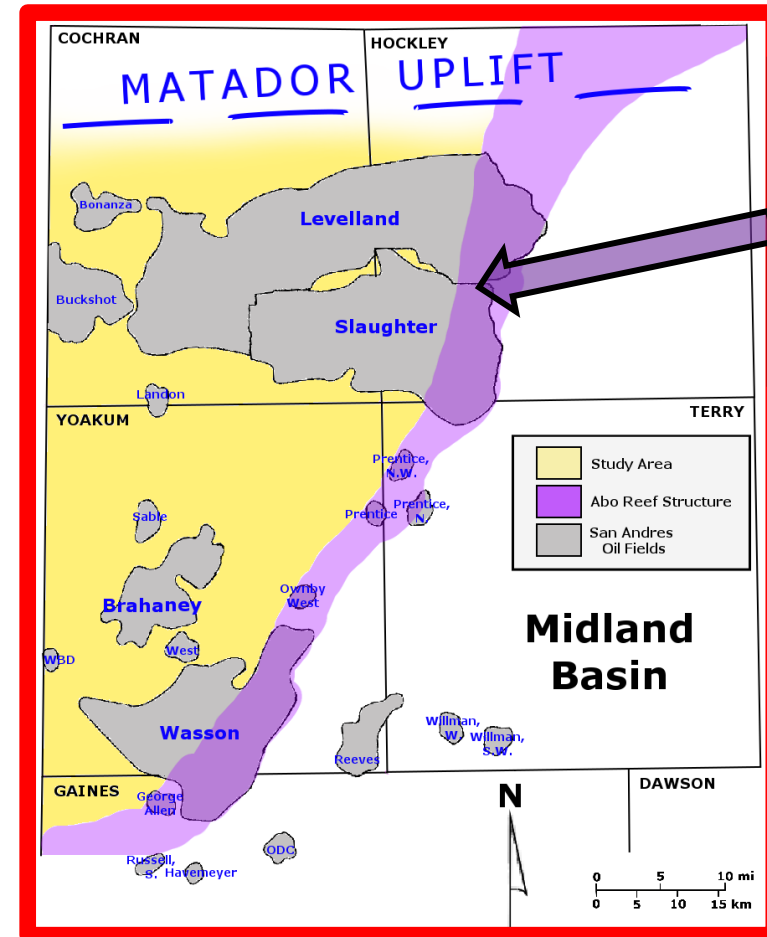 COCHRAN
HOCKLEY
MATADOR UPLIFT
Bonanza
Levelland
Buckshot
Slaughter
Landon
YOAKUM
TERRY
Study Area
Abo Reef Structure
San Andres
Oil Fields
Prentice,
N.W.
Prentice,
N.
Prentice
Sable
Ownby
West
Brahaney
West
WBD
Midland
Basin
Wasson
Willman,
W.
Willman,
S.W.
Reeves
GAINES
DAWSON
George
Allen
N
ODC
Russell,
S.
Havemeyer
0 5 10 mi
0 5 10 15 km